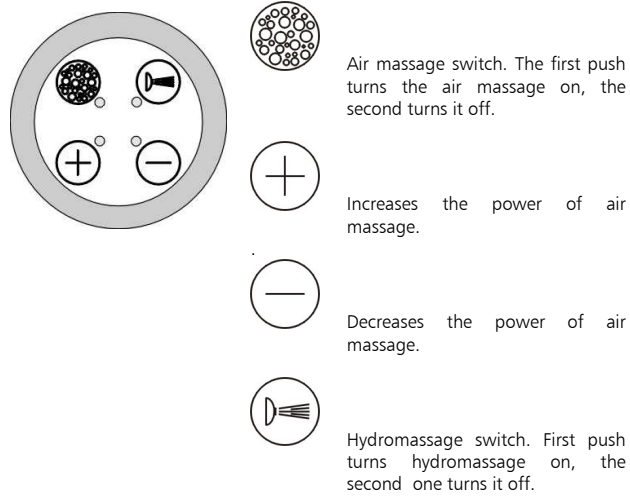 Air massage switch. The first push
turns the air massage on, the
second turns it off.
Increases the power of air
massage.
.
Decreases the power of air
massage.
Hydromassage switch. First push
turns hydromassage on, the
second one turns it off.